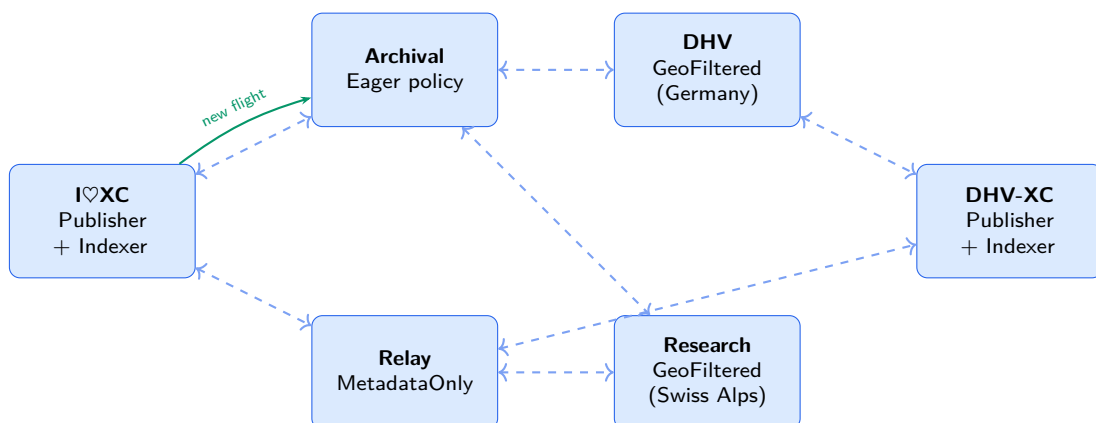 Archival
Eager policy
DHV
GeoFiltered
(Germany)
new flight
I♡XC
Publisher
+ Indexer
DHV-XC
Publisher
+ Indexer
Relay
MetadataOnly
Research
GeoFiltered
(Swiss Alps)